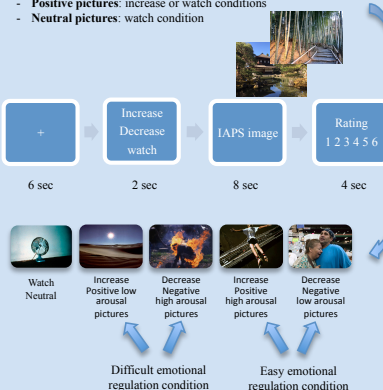 - Positive pictures: increase or watch conditions
- Neutral pictures: watch condition
+
Increase
Decrease
watch
IAPS image
Rating
1 2 3 4 5 6
6 sec
2 sec
8 sec
4 sec
Watch
Neutral
Increase
Positive low
arousal
pictures
Decrease
Negative
high arousal
pictures
Increase
Positive
high arousal
pictures
Decrease
Negative
low arousal
pictures
Difficult emotional
regulation condition
Easy emotional
regulation condition